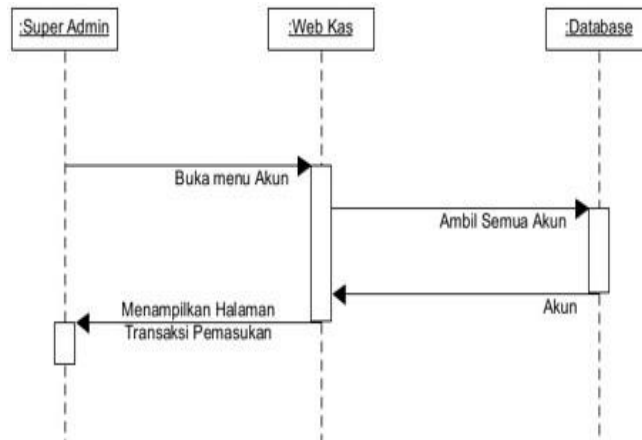 :Super Admin
:Web Kas
:Database
Buka menu Akun
Ambil Semua Akun
Akun
Menampilkan Halaman
Transaksi Pemasukan